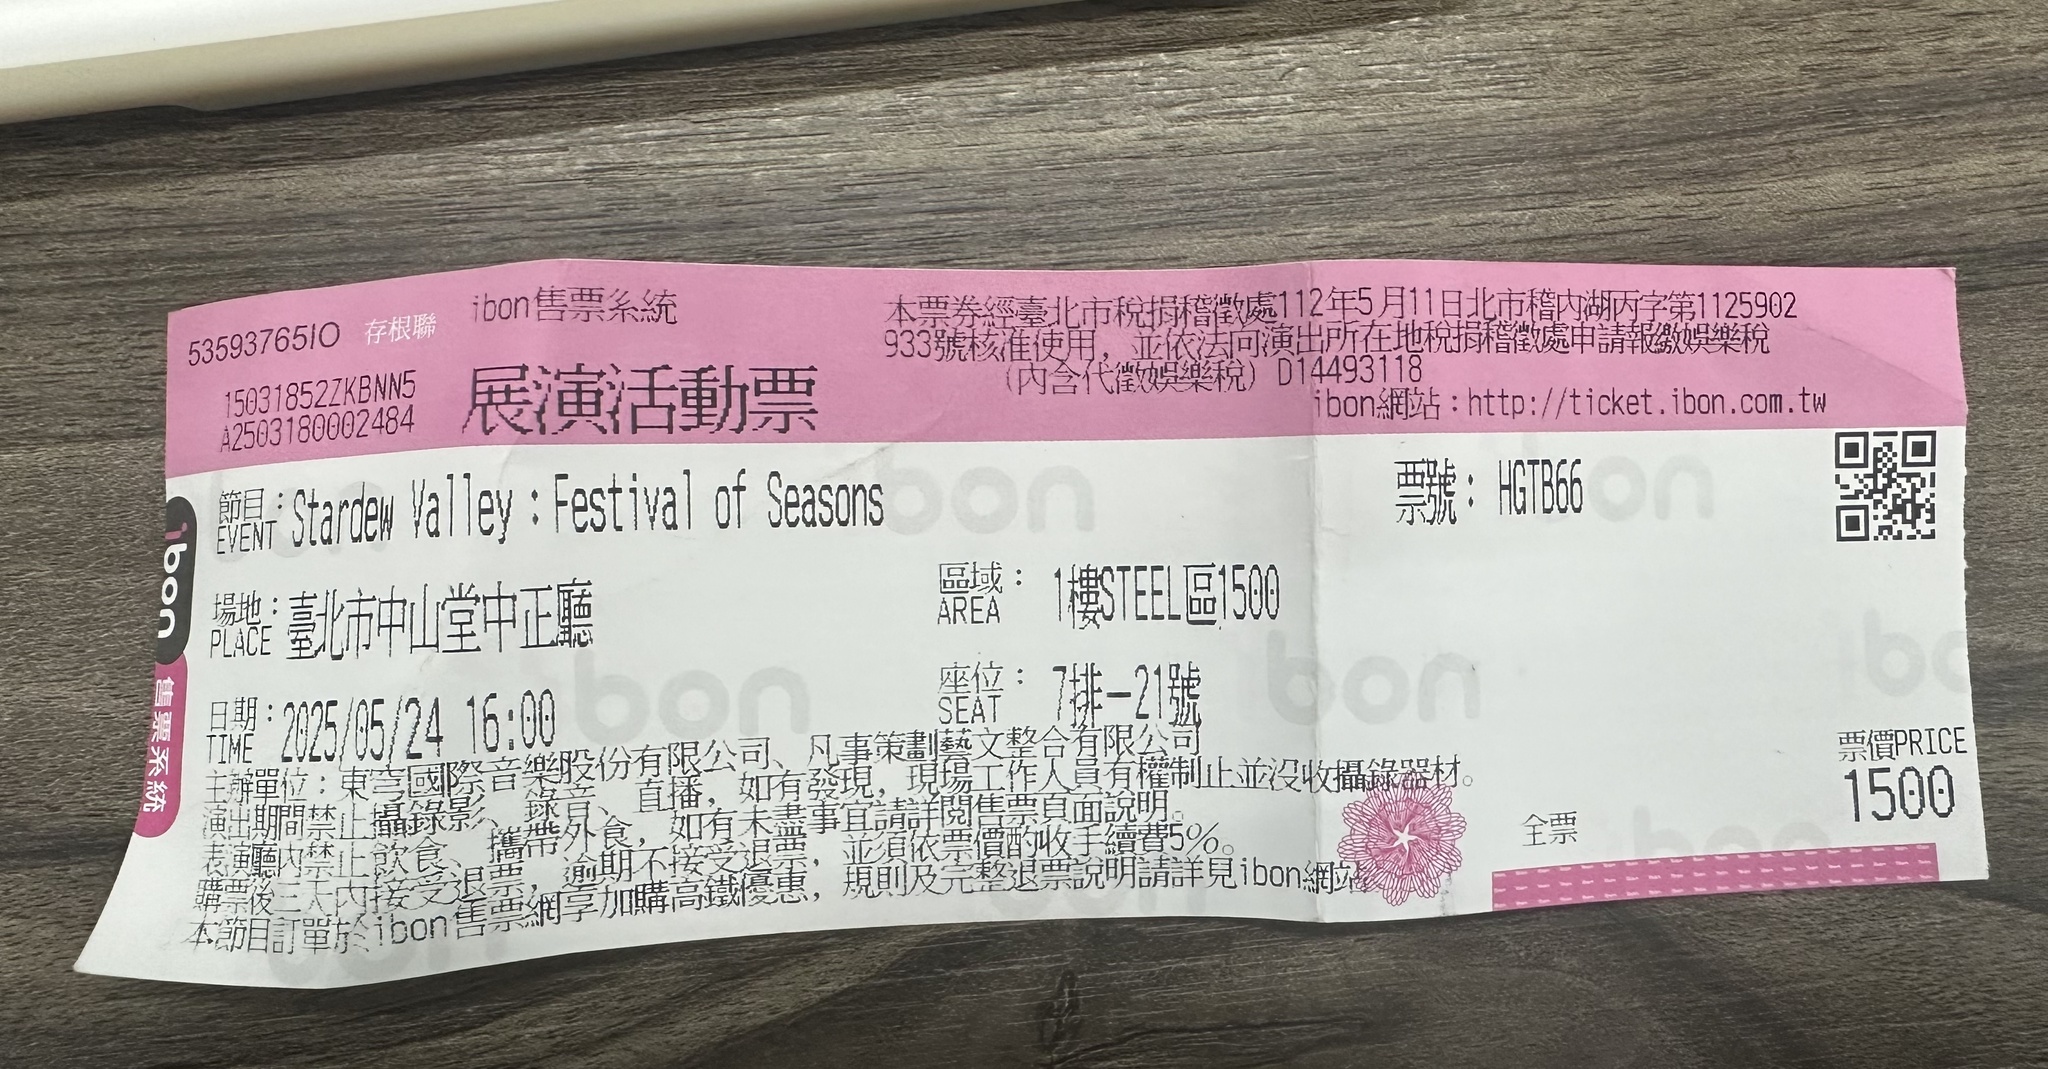 53593765IO 存根聯
15031852ZKBNN5
A2503180002484
ibon售票系統
展演活動票
本票券經臺北市稅捐稽徵處112年5月11日北市稽內湖丙字第1125902
933號核准使用，並依法向演出所在地稅捐稽徵處申請報繳娛樂稅
（內含代徵娛樂稅）D14493118
ibon網站：http://ticket.ibon.com.tw
ibon 售票系統
節目：Stardew Valley：Festival of Seasons
EVENT
票號：HGTB66
場地：臺北市中山堂中正廳
PLACE
區域：1樓STEEL區1500
AREA
日期：2025/05/24 16:00
TIME
座位：7排－21號
SEAT
主辦單位：東穹國際音樂股份有限公司、凡事策劃藝文整合有限公司
演出期間禁止攝錄影、錄音、直播，如有發現，現場工作人員有權制止並沒收攝錄器材。
表演廳內禁止飲食、攜帶外食，如有未盡事宜請詳閱售票頁面說明。
購票後三天內接受退票，逾期不接受退票，並須依票價酌收手續費5%。
本節目訂單於ibon售票網享加購高鐵優惠，規則及完整退票說明請詳見ibon網站
票價PRICE
1500
全票